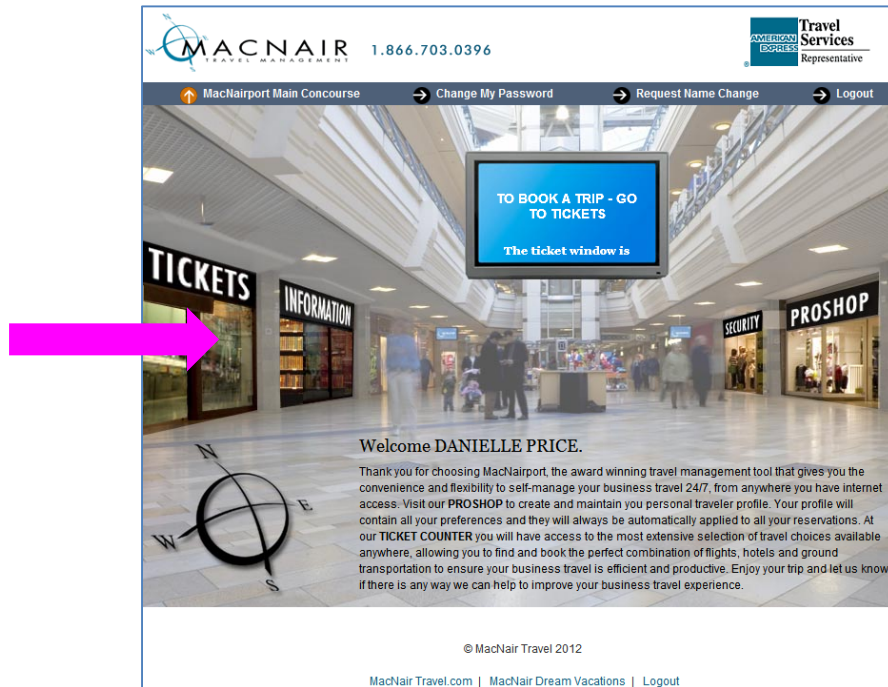 MACNAIR
TRAVEL MANAGEMENT
1.866.703.0396
AMERICAN EXPRESS
®
Travel
Services
Representative
MacNairport Main Concourse
Change My Password
Request Name Change
Logout
TO BOOK A TRIP - GO
TO TICKETS
The ticket window is
TICKETS
INFORMATION
SECURITY
PROSHOP
N
E
W
S
Welcome DANIELLE PRICE.
Thank you for choosing MacNairport, the award winning travel management tool that gives you the
convenience and flexibility to self-manage your business travel 24/7, from anywhere you have internet
access. Visit our PROSHOP to create and maintain you personal traveler profile. Your profile will
contain all your preferences and they will always be automatically applied to all your reservations. At
our TICKET COUNTER you will have access to the most extensive selection of travel choices available
anywhere, allowing you to find and book the perfect combination of flights, hotels and ground
transportation to ensure your business travel is efficient and productive. Enjoy your trip and let us know
if there is any way we can help to improve your business travel experience.
© MacNair Travel 2012
MacNair Travel.com | MacNair Dream Vacations | Logout